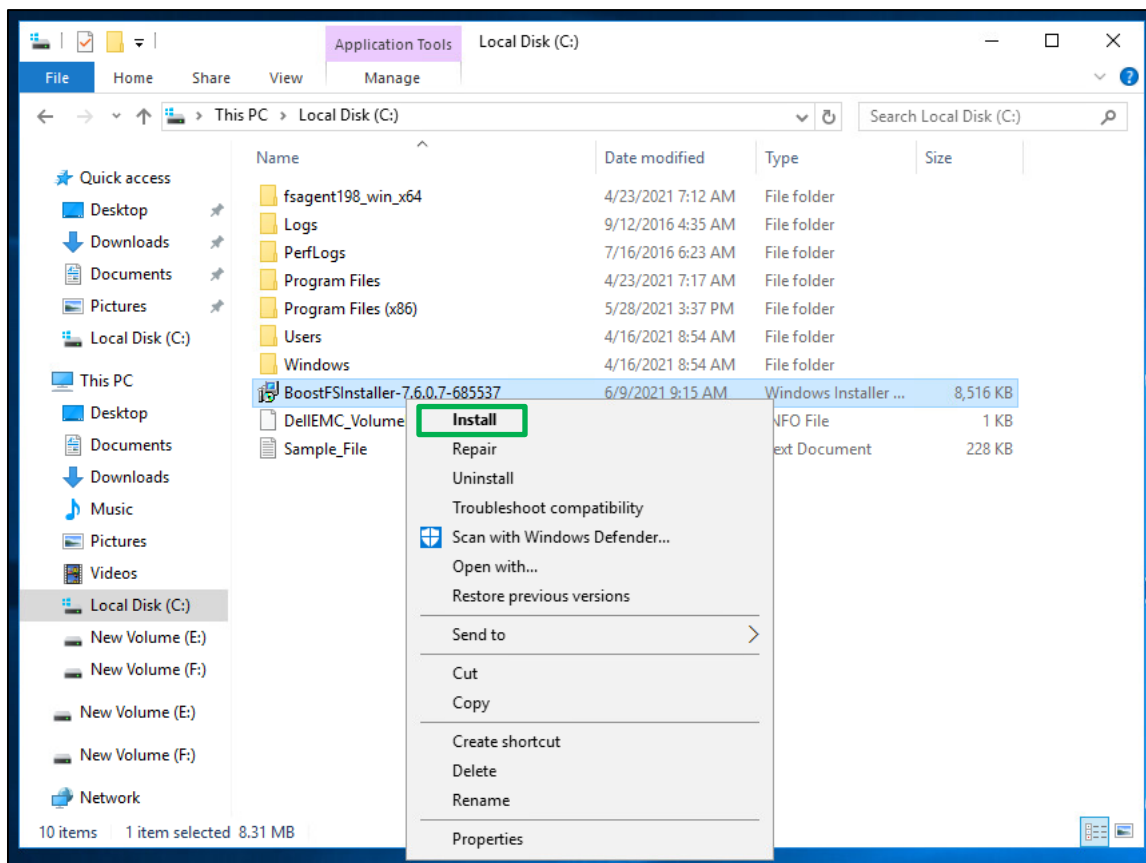 Application Tools Local Disk (C:)
File Home Share View Manage
This PC > Local Disk (C:) Search Local Disk (C:)
Name Date modified Type Size
Quick access
Desktop
Downloads
Documents
Pictures
Local Disk (C:)
This PC
Desktop
Documents
Downloads
Music
Pictures
Videos
Local Disk (C:)
New Volume (E:)
New Volume (F:)
New Volume (E:)
New Volume (F:)
Network
fsagent198_win_x64 4/23/2021 7:12 AM File folder
Logs 9/12/2016 4:35 AM File folder
PerfLogs 7/16/2016 6:23 AM File folder
Program Files 4/23/2021 7:17 AM File folder
Program Files (x86) 5/28/2021 3:37 PM File folder
Users 4/16/2021 8:54 AM File folder
Windows 4/16/2021 8:54 AM File folder
BoostFSInstaller-7.6.0.7-685537 6/9/2021 9:15 AM Windows Installer ... 8,516 KB
DellEMC_Volume NFO File 1 KB
Sample_File ext Document 228 KB
Install
Repair
Uninstall
Troubleshoot compatibility
Scan with Windows Defender...
Open with...
Restore previous versions
Send to
Cut
Copy
Create shortcut
Delete
Rename
Properties
10 items 1 item selected 8.31 MB